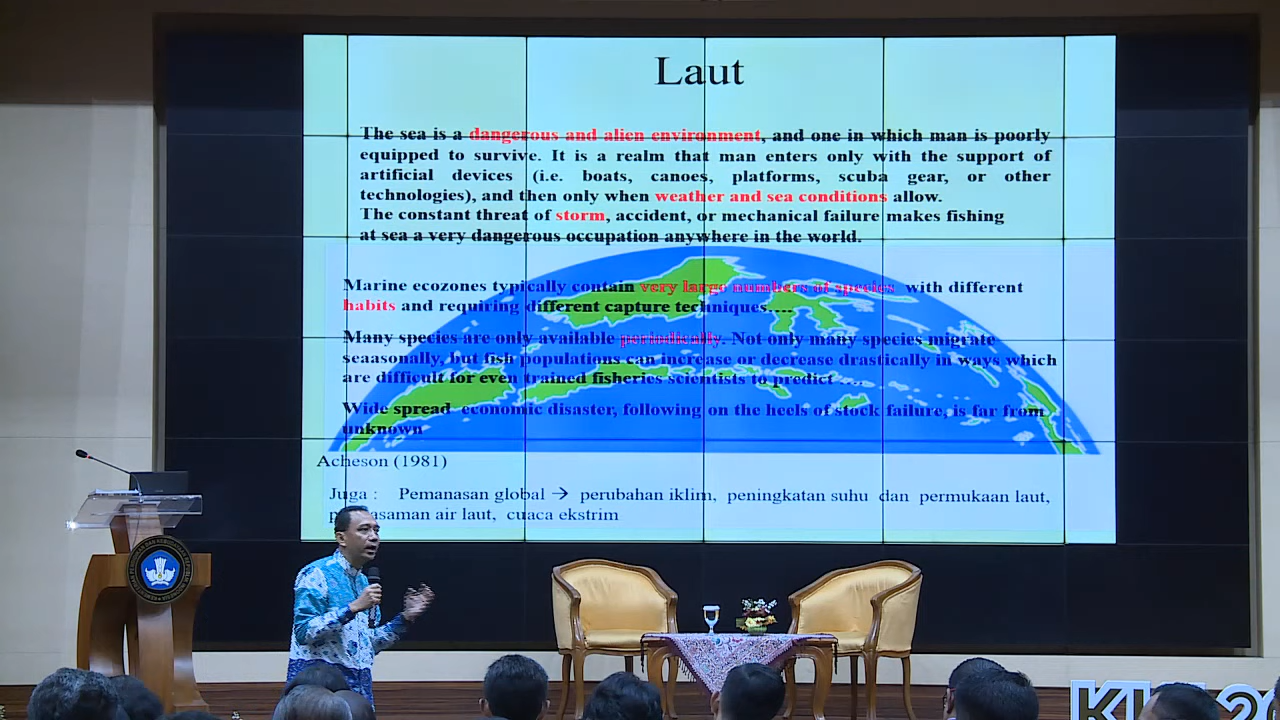 Laut
The sea is a dangerous and alien environment, and one in which man is poorly
equipped to survive. It is a realm that man enters only with the support of
artificial devices (i.e. boats, canoes, platforms, scuba gear, or other
technologies), and then only when weather and sea conditions allow.
The constant threat of storm, accident, or mechanical failure makes fishing
at sea a very dangerous occupation anywhere in the world.
Marine ecozones typically contain very large numbers of species with different
habits and requiring different capture techniques….
Many species are only available periodically. Not only many species migrate
seaasonally, but fish populations can increase or decrease drastically in ways which
are difficult for even trained fisheries scientists to predict ….
Wide spread economic disaster, following on the heels of stock failure, is far from
unknown
Acheson (1981)
Juga : Pemanasan global → perubahan iklim, peningkatan suhu dan permukaan laut,
air laut, cuaca ekstrim